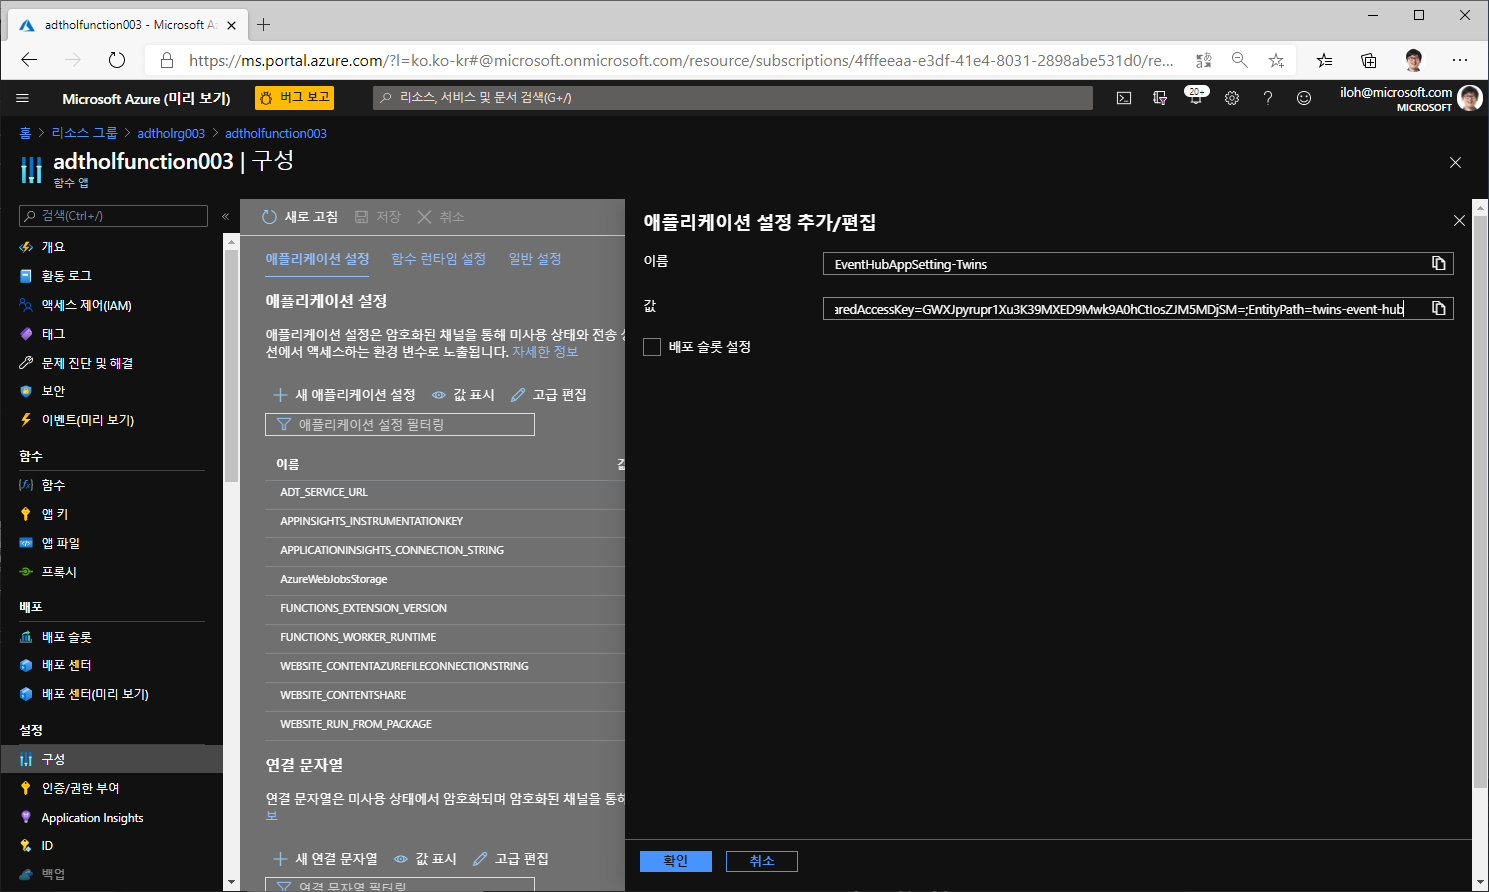 adtholfunction003 - Microsoft Az
https://ms.portal.azure.com/?l=ko.ko-kr#@microsoft.onmicrosoft.com/resource/subscriptions/4fffeeaa-e3df-41e4-8031-2898abe531d0/re...
Microsoft Azure (미리 보기)
버그 보고
리소스, 서비스 및 문서 검색(G+/)
20+
iloh@microsoft.com
MICROSOFT
홈 > 리소스 그룹 > adtholrg003 > adtholfunction003
adtholfunction003 | 구성
함수 앱
검색(Ctrl+/)
«
개요
활동 로그
액세스 제어(IAM)
태그
문제 진단 및 해결
보안
이벤트(미리 보기)
함수
함수
앱 키
앱 파일
프록시
배포
배포 슬롯
배포 센터
배포 센터(미리 보기)
설정
구성
인증/권한 부여
Application Insights
ID
백업
새로 고침 저장 취소
애플리케이션 설정 함수 런타임 설정 일반 설정
애플리케이션 설정
애플리케이션 설정은 암호화된 채널을 통해 미사용 상태와 전송
션에서 액세스하는 환경 변수로 노출됩니다. 자세한 정보
새 애플리케이션 설정 값 표시 고급 편집
애플리케이션 설정 필터링
이름
ADT_SERVICE_URL
APPINSIGHTS_INSTRUMENTATIONKEY
APPLICATIONINSIGHTS_CONNECTION_STRING
AzureWebJobsStorage
FUNCTIONS_EXTENSION_VERSION
FUNCTIONS_WORKER_RUNTIME
WEBSITE_CONTENTAZUREFILECONNECTIONSTRING
WEBSITE_CONTENTSHARE
WEBSITE_RUN_FROM_PACKAGE
연결 문자열
연결 문자열은 미사용 상태에서 암호화되며 암호화된 채널을 통해
보
새 연결 문자열 값 표시 고급 편집
연결 문자열 필터링
애플리케이션 설정 추가/편집
이름
EventHubAppSetting-Twins
값
aredAccessKey=GWXJpyrupr1Xu3K39MXED9Mwk9A0hCtIosZJM5MDjSM=;EntityPath=twins-event-hub
배포 슬롯 설정
확인 취소